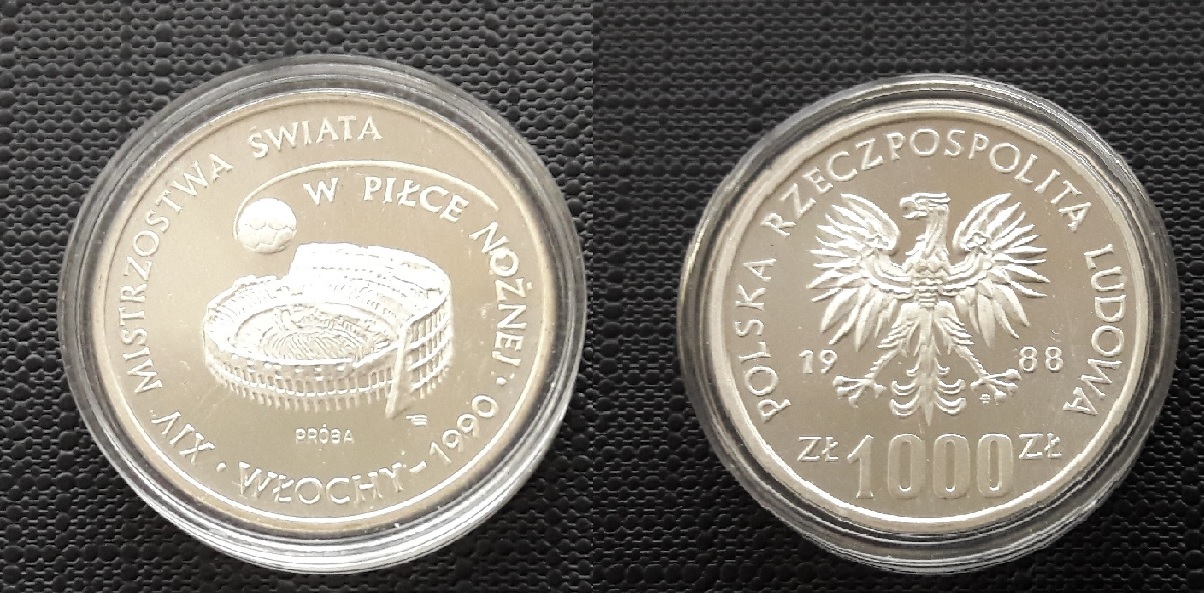 XIV MISTRZOSTWA ŚWIATA
W PIŁCE NOŻNEJ ·
· WŁOCHY – 1990
PRÓBA
POLSKA RZECZPOSPOLITA LUDOWA
19 88
ZŁ 1000 ZŁ